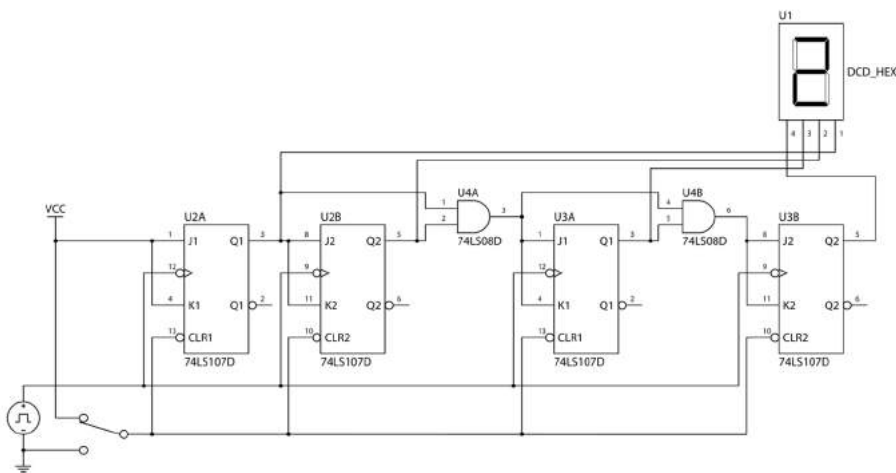 U1
DCD_HEX
4 3 2 1
U4A
1
2
3
74LS08D
U4B
4
5
6
74LS08D
VCC
U2A
1 J1 Q1 3
12
4 K1 Q1 2
13 CLR1
74LS107D
U2B
8 J2 Q2 5
9
11 K2 Q2 6
10 CLR2
74LS107D
U3A
1 J1 Q1 3
12
4 K1 Q1 2
13 CLR1
74LS107D
U3B
8 J2 Q2 5
9
11 K2 Q2 6
10 CLR2
74LS107D